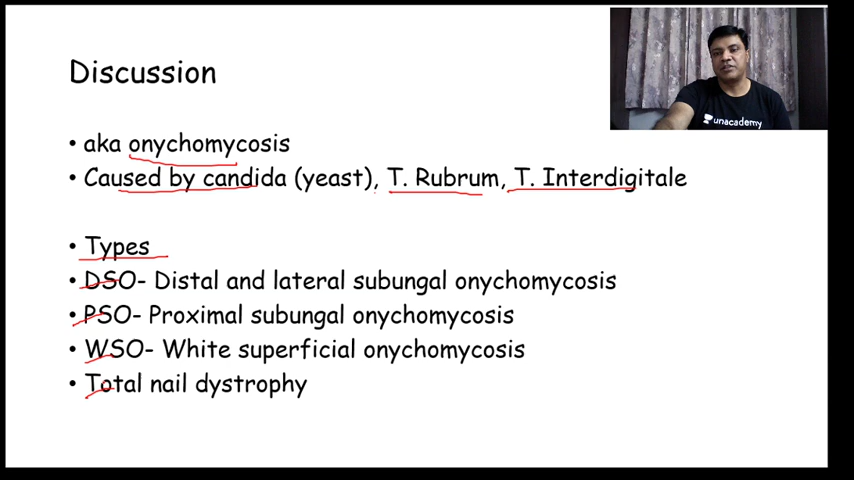 Discussion
• aka onychomycosis
• Caused by candida (yeast), T. Rubrum, T. Interdigitale
• Types
• DSO- Distal and lateral subungal onychomycosis
• PSO- Proximal subungal onychomycosis
• WSO- White superficial onychomycosis
• Total nail dystrophy
unacademy